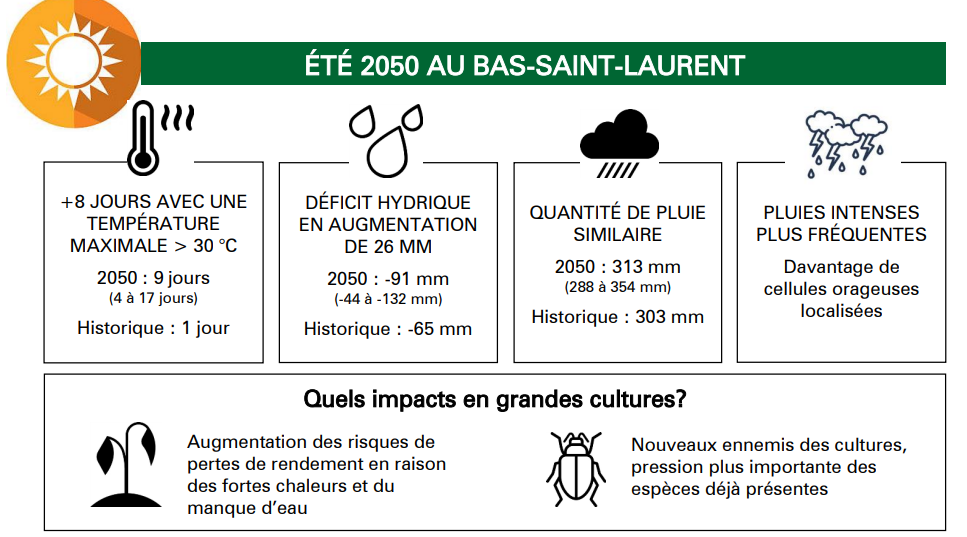 ÉTÉ 2050 AU BAS-SAINT-LAURENT
+8 JOURS AVEC UNE
TEMPÉRATURE
MAXIMALE > 30 °C
2050 : 9 jours
(4 à 17 jours)
Historique : 1 jour
DÉFICIT HYDRIQUE
EN AUGMENTATION
DE 26 MM
2050 : -91 mm
(-44 à -132 mm)
Historique : -65 mm
QUANTITÉ DE PLUIE
SIMILAIRE
2050 : 313 mm
(288 à 354 mm)
Historique : 303 mm
PLUIES INTENSES
PLUS FRÉQUENTES
Davantage de
cellules orageuses
localisées
Quels impacts en grandes cultures?
Augmentation des risques de
pertes de rendement en raison
des fortes chaleurs et du
manque d'eau
Nouveaux ennemis des cultures,
pression plus importante des
espèces déjà présentes